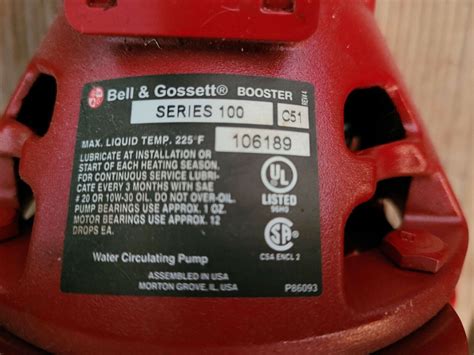 Bell & Gossett® BOOSTER
SERIES 100 C51
MAX. LIQUID TEMP. 225°F 106189
LUBRICATE AT INSTALLATION OR
START OF EACH HEATING SEASON.
FOR CONTINUOUS SERVICE LUBRI-
CATE EVERY 3 MONTHS WITH SAE
# 20 OR 10W-30 OIL. DO NOT OVER-OIL.
PUMP BEARINGS USE APPROX. 1 OZ.
MOTOR BEARINGS USE APPROX. 12
DROPS EA.
UL
LISTED
Water Circulating Pump
CSA ENCL 2
ASSEMBLED IN USA
MORTON GROVE, IL, USA
P86093